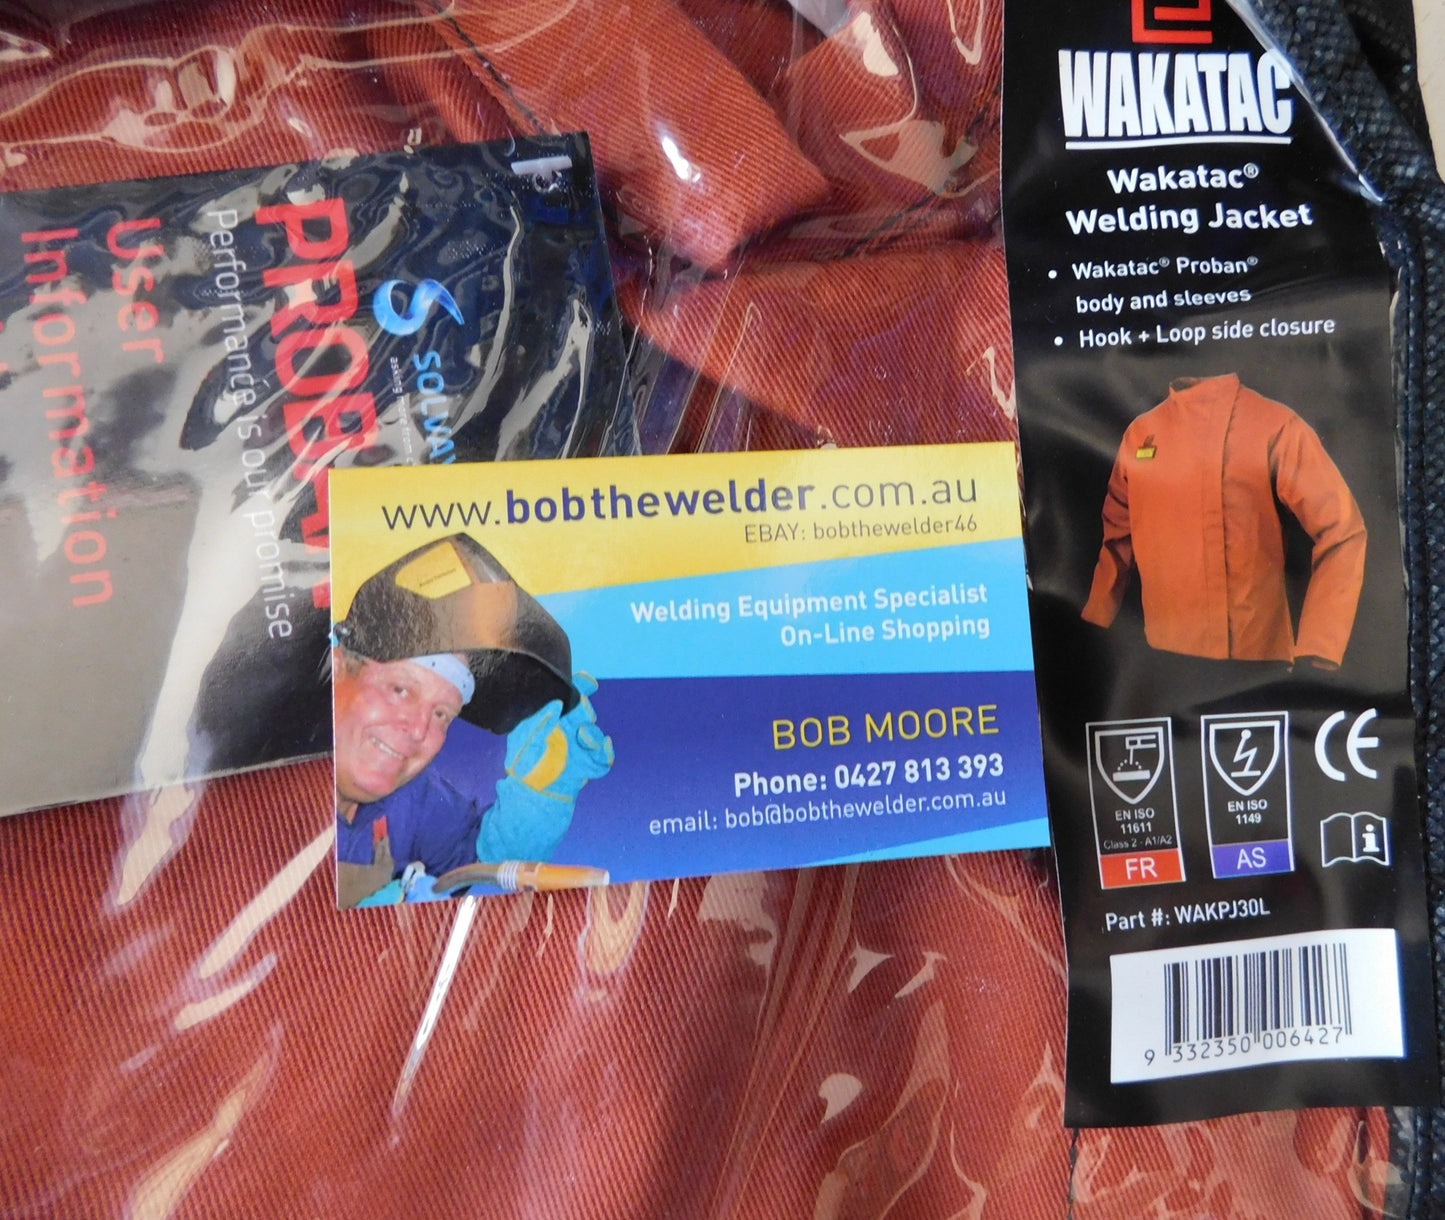 WAKATAC
Wakatac®
Welding Jacket
• Wakatac® Proban®
body and sleeves
• Hook + Loop side closure
EN ISO
11611
Class 2 - A1/A2
FR
EN ISO
1149
AS
CE
i
Part #: WAKPJ30L
9 332350 006427
SOLVAY
asking more from
PROBAN
Performance is our promise
User
Information
www.bobthewelder.com.au
EBAY: bobthewelder46
Welding Equipment Specialist
On-Line Shopping
BOB MOORE
Phone: 0427 813 393
email: bob@bobthewelder.com.au